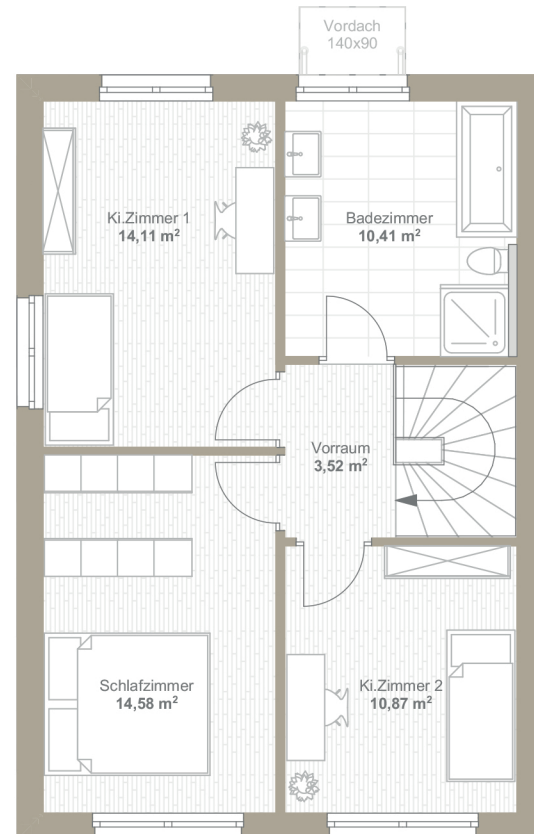 Vordach
140x90
Ki.Zimmer 1
14,11 m²
Badezimmer
10,41 m²
Vorraum
3,52 m²
Schlafzimmer
14,58 m²
Ki.Zimmer 2
10,87 m²